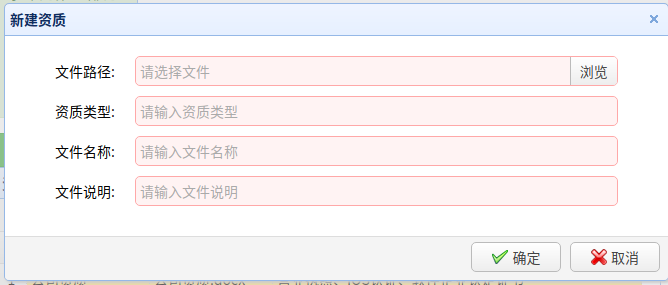 新建资质
文件路径: 请选择文件 浏览
资质类型: 请输入资质类型
文件名称: 请输入文件名称
文件说明: 请输入文件说明
确定 取消